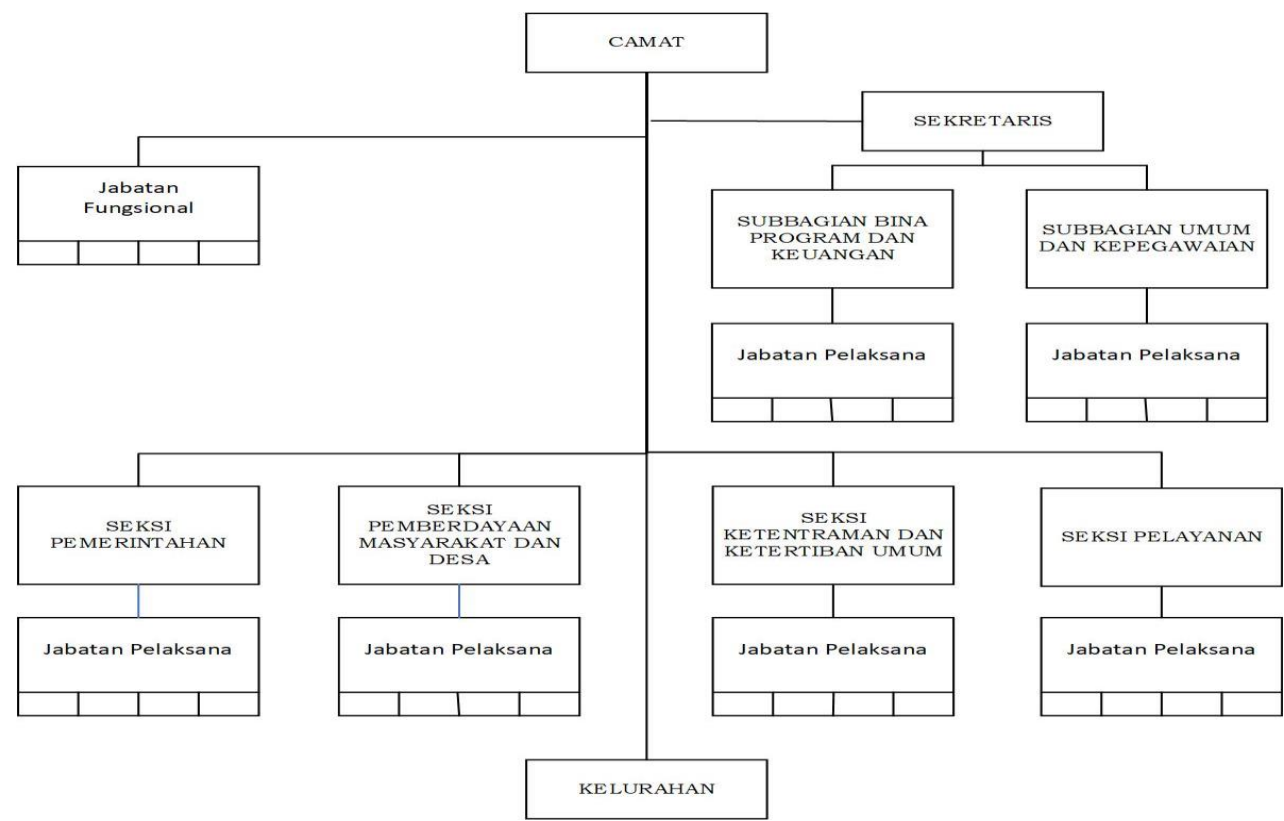 CAMAT
SEKRETARIS
Jabatan
Fungsional
SUBBAGIAN BINA
PROGRAM DAN
KEUANGAN
SUBBAGIAN UMUM
DAN KEPEGAWAIAN
Jabatan Pelaksana
Jabatan Pelaksana
SEKSI
PEMERINTAHAN
SEKSI
PEMBERDAYAAN
MASYARAKAT DAN
DESA
SEKSI
KETENTRAMAN DAN
KETERTIBAN UMUM
SEKSI PELAYANAN
Jabatan Pelaksana
Jabatan Pelaksana
Jabatan Pelaksana
Jabatan Pelaksana
KELURAHAN